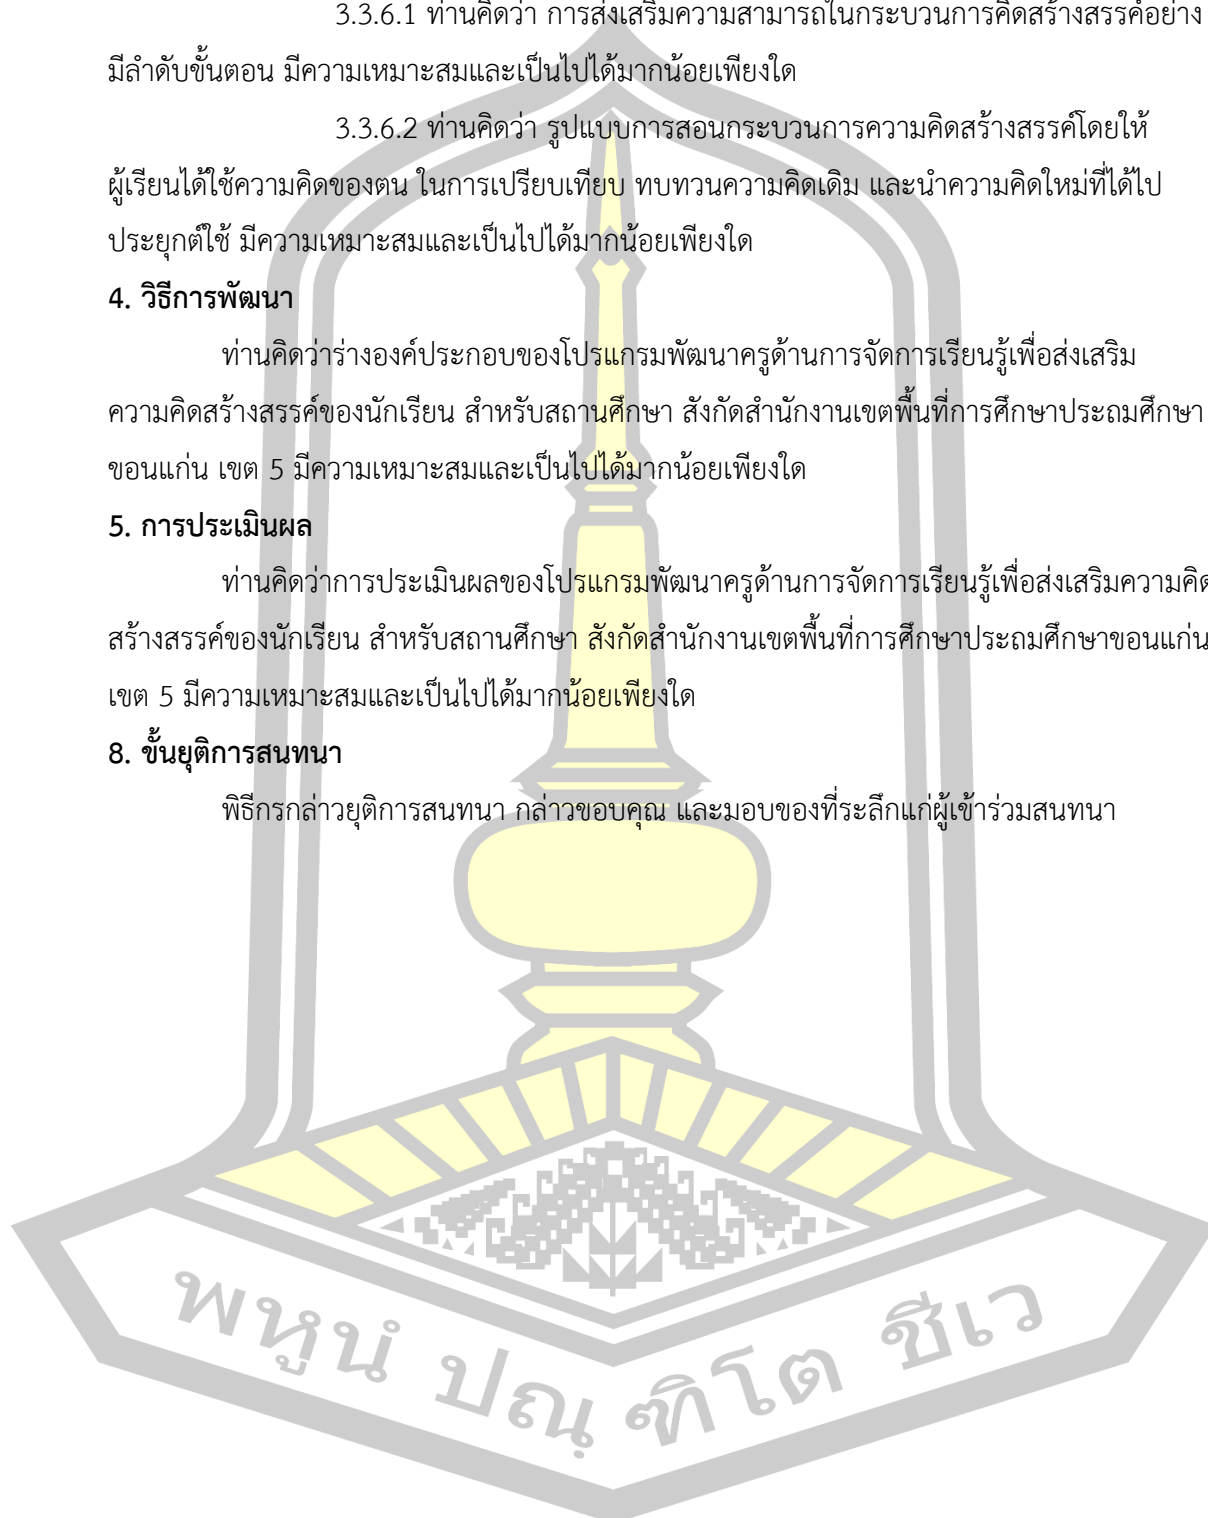 3.3.6.1 ท่านคิดว่า การส่งเสริมความสามารถในกระบวนการคิดสร้างสรรค์อย่าง
มีลำดับขั้นตอน มีความเหมาะสมและเป็นไปได้มากน้อยเพียงใด
3.3.6.2 ท่านคิดว่า รูปแบบการสอนกระบวนการความคิดสร้างสรรค์โดยให้
ผู้เรียนได้ใช้ความคิดของตน ในการเปรียบเทียบ ทบทวนความคิดเดิม และนำความคิดใหม่ที่ได้ไป
ประยุกต์ใช้ มีความเหมาะสมและเป็นไปได้มากน้อยเพียงใด
4. วิธีการพัฒนา
ท่านคิดว่าร่างองค์ประกอบของโปรแกรมพัฒนาครูด้านการจัดการเรียนรู้เพื่อส่งเสริม
ความคิดสร้างสรรค์ของนักเรียน สำหรับสถานศึกษา สังกัดสำนักงานเขตพื้นที่การศึกษาประถมศึกษา
ขอนแก่น เขต 5 มีความเหมาะสมและเป็นไปได้มากน้อยเพียงใด
5. การประเมินผล
ท่านคิดว่าการประเมินผลของโปรแกรมพัฒนาครูด้านการจัดการเรียนรู้เพื่อส่งเสริมความคิด
สร้างสรรค์ของนักเรียน สำหรับสถานศึกษา สังกัดสำนักงานเขตพื้นที่การศึกษาประถมศึกษาขอนแก่น
เขต 5 มีความเหมาะสมและเป็นไปได้มากน้อยเพียงใด
8. ขั้นยุติการสนทนา
พิธีกรกล่าวยุติการสนทนา กล่าวขอบคุณ และมอบของที่ระลึกแก่ผู้เข้าร่วมสนทนา
พหูนํ ปณฺฑิโต ชีเว